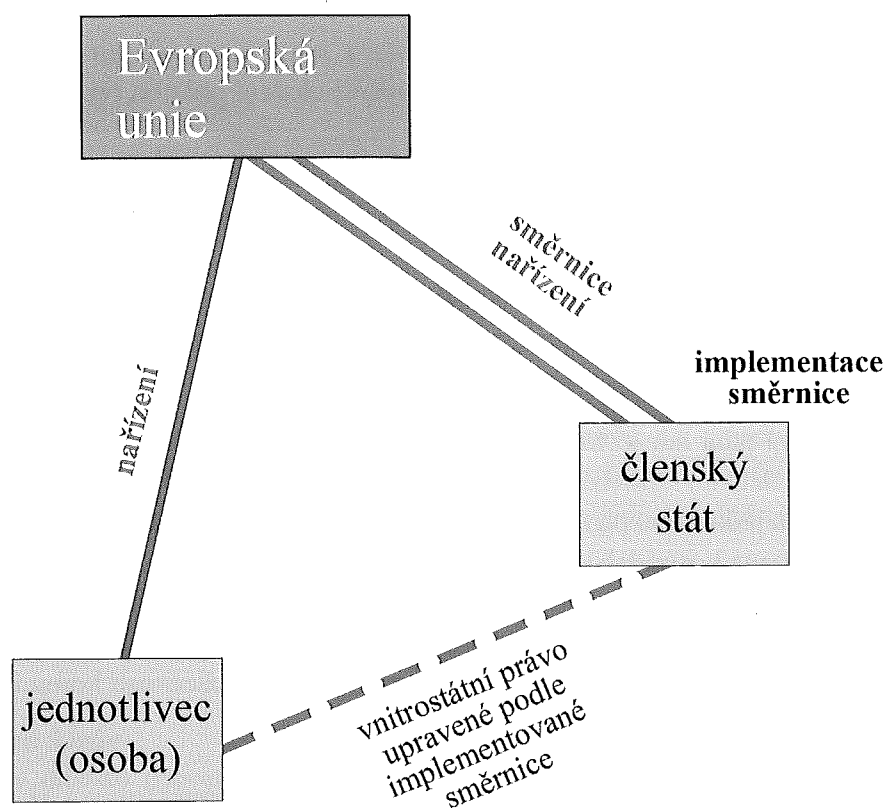 Evropská
unie
směrnice
nařízení
implementace
směrnice
nařízení
členský
stát
jednotlivec
(osoba)
vnitrostátní právo
upravené podle
implementované
směrnice